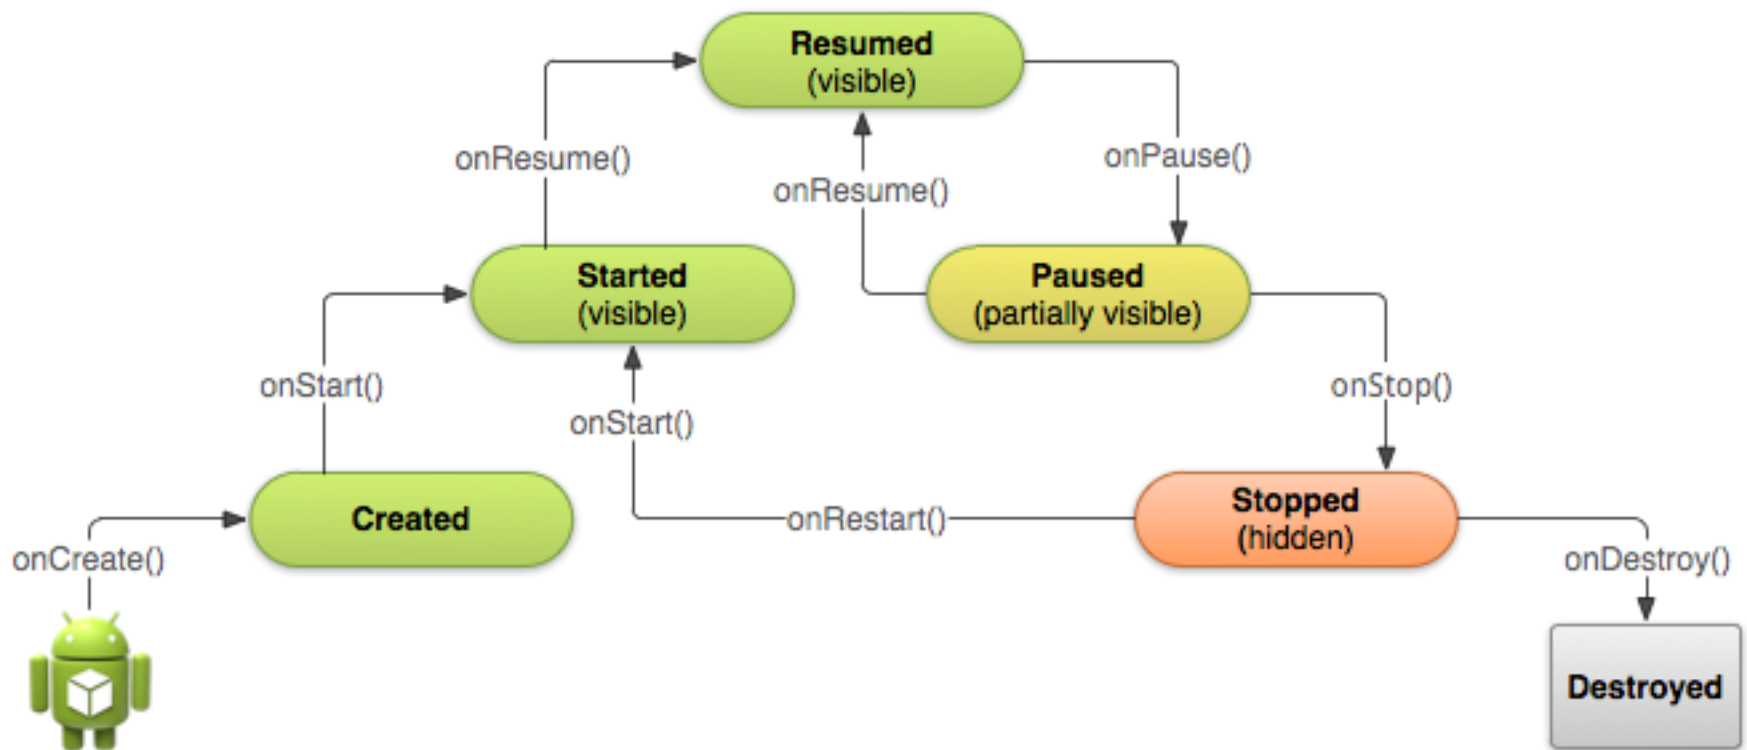 Resumed
(visible)
onResume()
onPause()
onResume()
Started
(visible)
Paused
(partially visible)
onStart()
onStop()
onStart()
Created
onRestart()
Stopped
(hidden)
onCreate()
onDestroy()
Destroyed